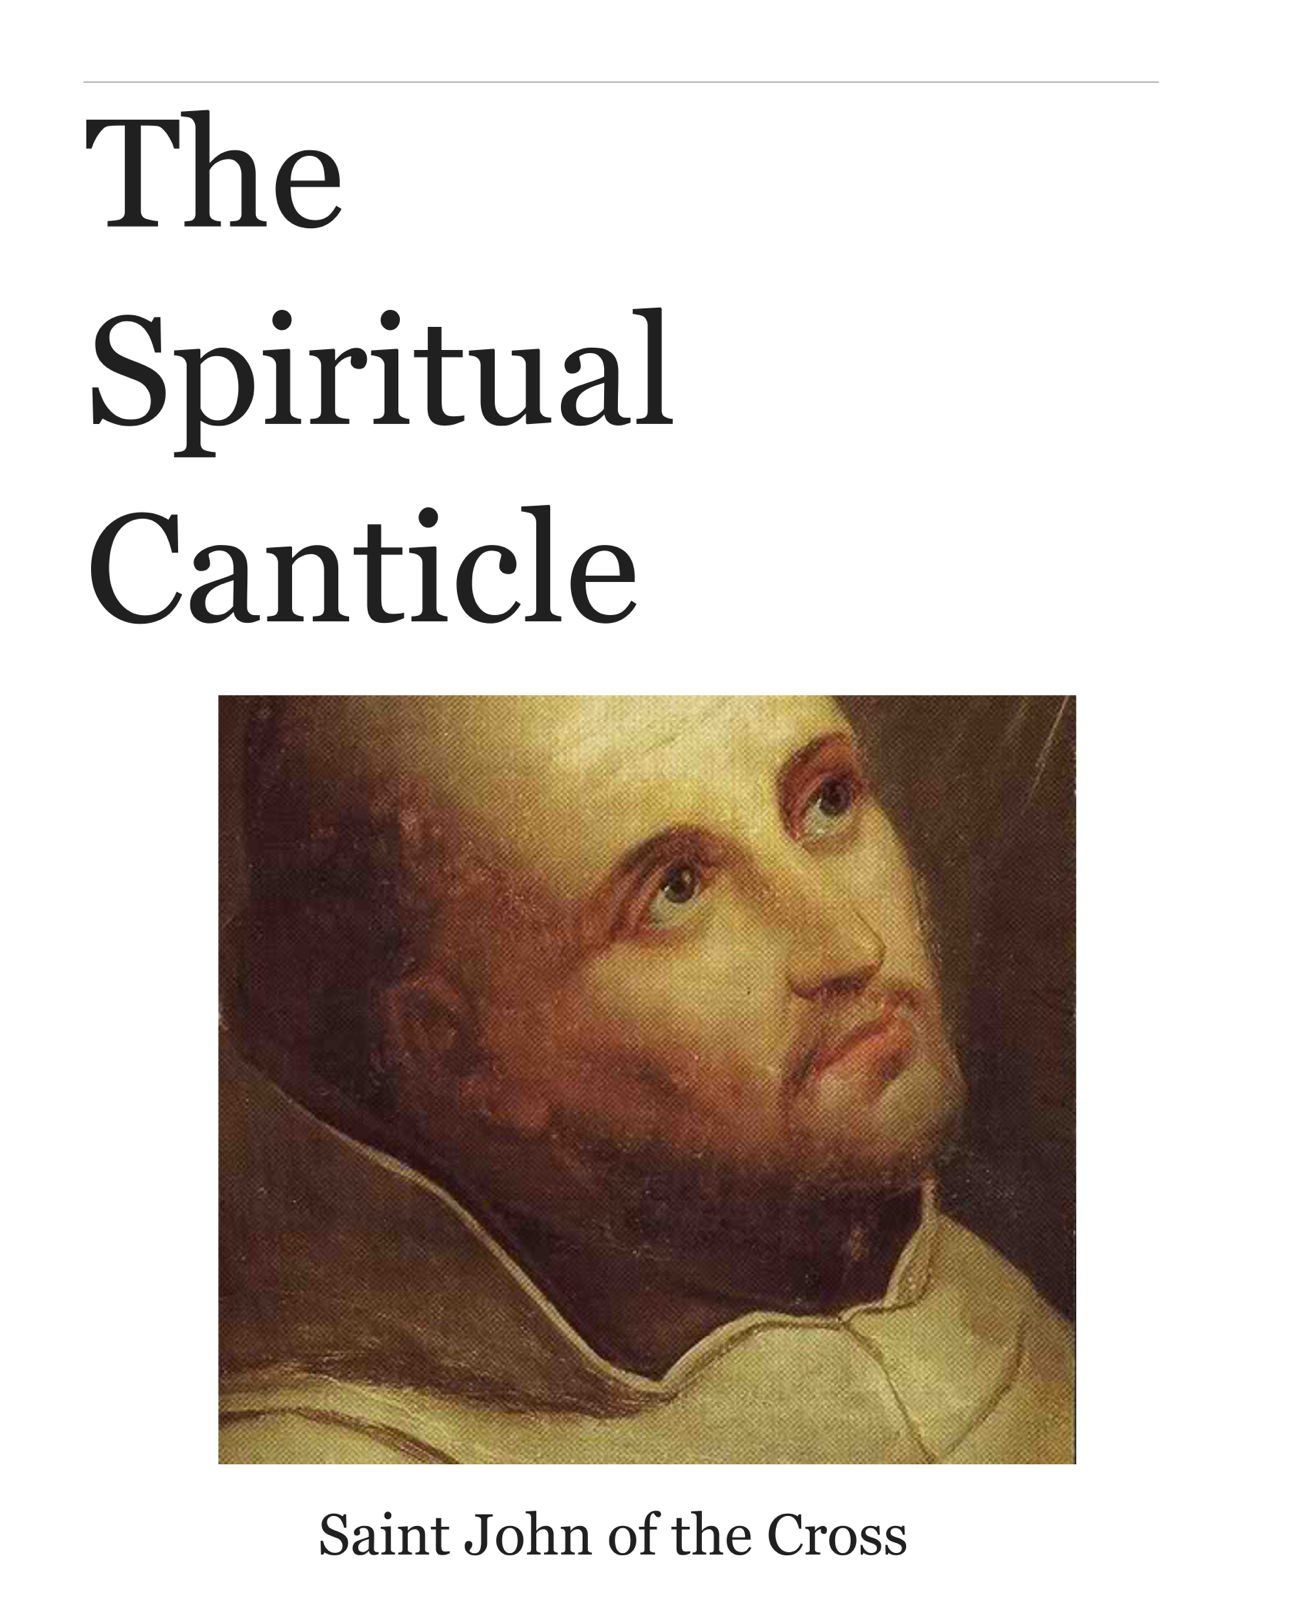 The
Spiritual
Canticle
Saint John of the Cross